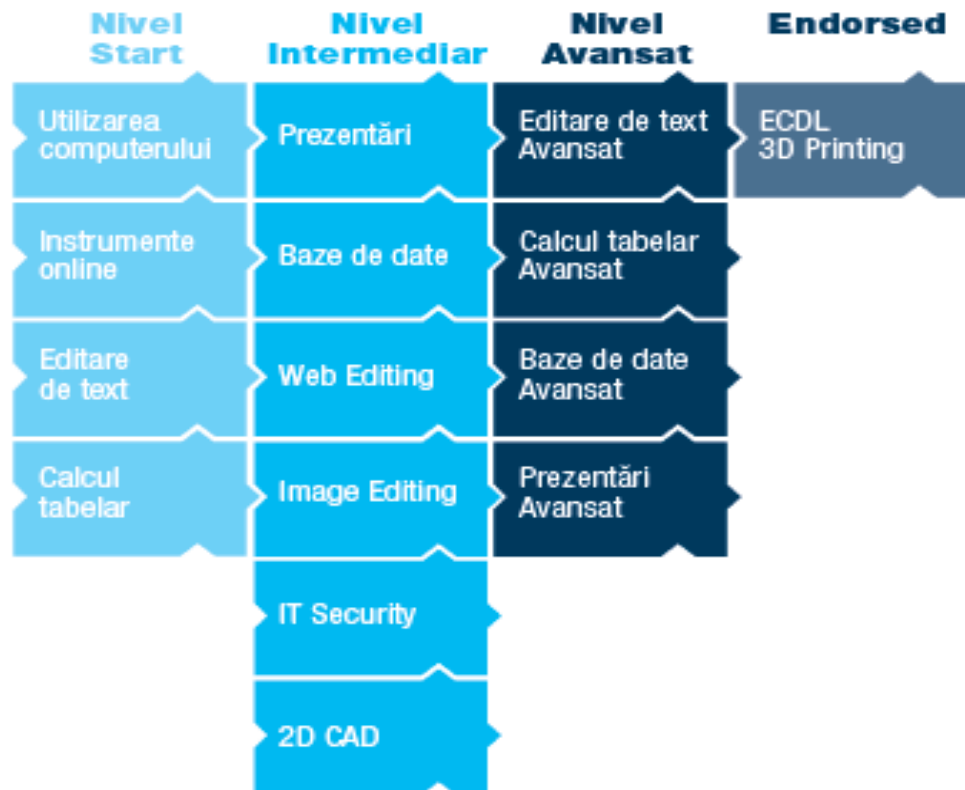 Nivel
Start
Nivel
Intermediar
Nivel
Avansat
Endorsed
Utilizarea
computerului
Prezentări
Editare de text
Avansat
ECDL
3D Printing
Instrumente
online
Baze de date
Calcul tabelar
Avansat
Editare
de text
Web Editing
Baze de date
Avansat
Calcul
tabelar
Image Editing
Prezentări
Avansat
IT Security
2D CAD